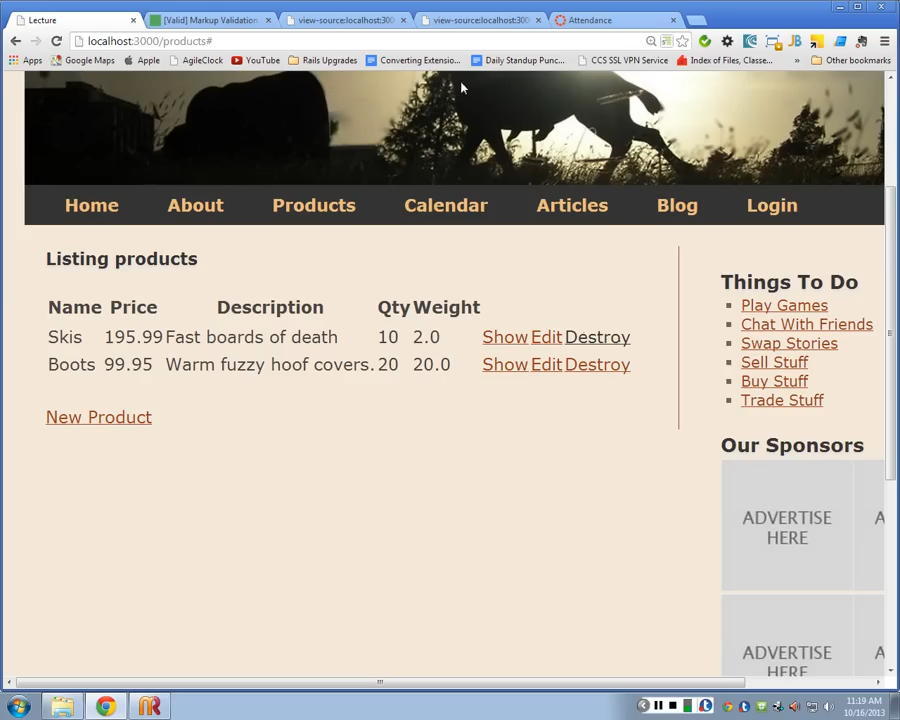 Lecture
[Valid] Markup Validation
view-source:localhost:300
view-source:localhost:300
Attendance
localhost:3000/products#
Apps Google Maps Apple AgileClock YouTube Rails Upgrades Converting Extensio... Daily Standup Punc... CCS SSL VPN Service Index of Files, Classe... » Other bookmarks
Home About Products Calendar Articles Blog Login
Listing products
Name Price Description Qty Weight
Skis 195.99 Fast boards of death 10 2.0 Show Edit Destroy
Boots 99.95 Warm fuzzy hoof covers. 20 20.0 Show Edit Destroy
New Product
Things To Do
Play Games
Chat With Friends
Swap Stories
Sell Stuff
Buy Stuff
Trade Stuff
Our Sponsors
ADVERTISE
HERE
A
ADVERTISE
HERE
A
11:19 AM
10/16/2013